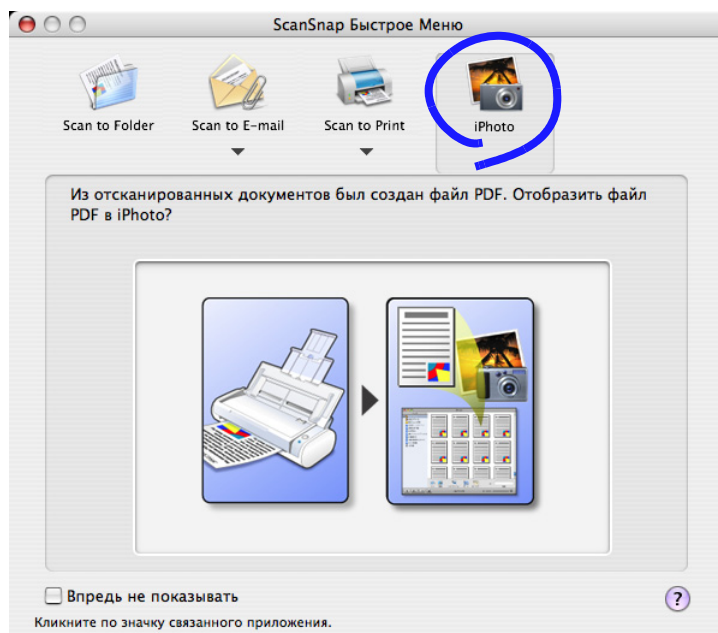 ScanSnap Быстрое Меню
Scan to Folder
Scan to E-mail
Scan to Print
iPhoto
Из отсканированных документов был создан файл PDF. Отобразить файл
PDF в iPhoto?
Впредь не показывать
?
Кликните по значку связанного приложения.